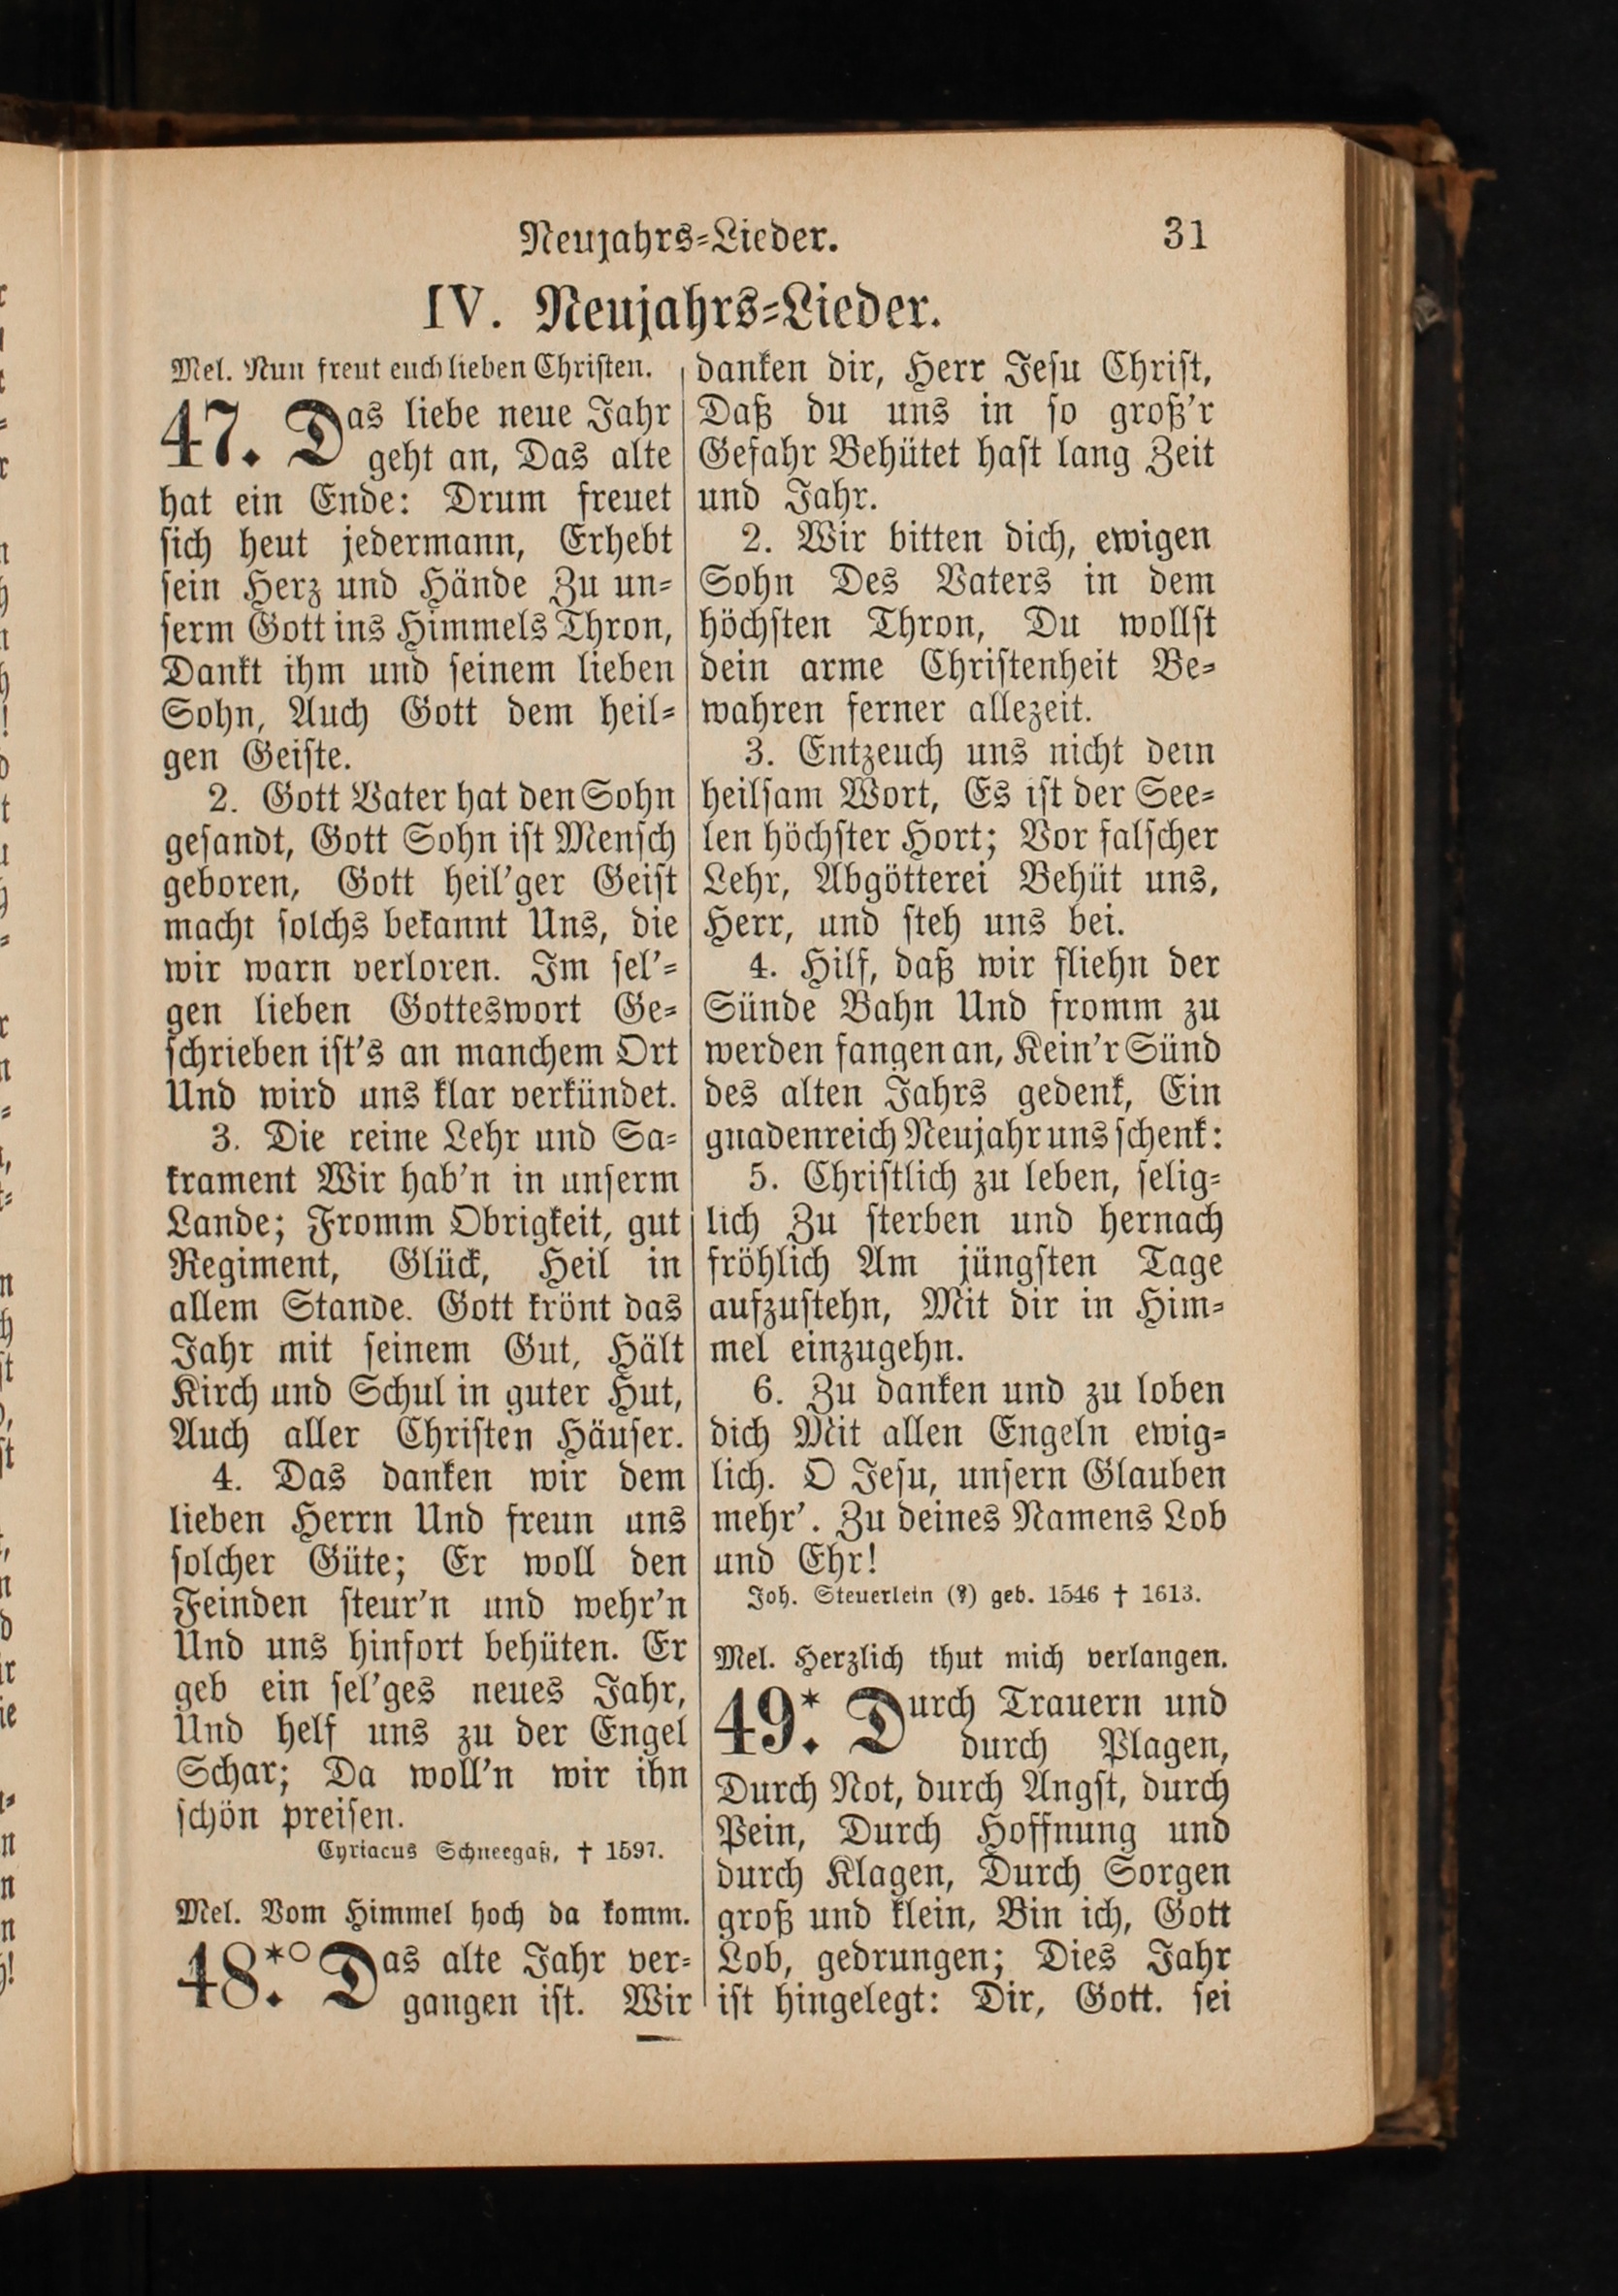 Neujahrs-Lieder.
31
IV. Neujahrs-Lieder.
Mel. Nun freut euch lieben Christen.
47. Das liebe neue Jahr
geht an, Das alte
hat ein Ende: Drum freuet
sich heut jedermann, Erhebt
sein Herz und Hände Zu un-
serm Gott ins Himmels Thron,
Dankt ihm und seinem lieben
Sohn, Auch Gott dem heil-
gen Geiste.
2. Gott Vater hat den Sohn
gesandt, Gott Sohn ist Mensch
geboren, Gott heil'ger Geist
macht solchs bekannt Uns, die
wir warn verloren. Im sel'-
gen lieben Gotteswort Ge-
schrieben ist's an manchem Ort
Und wird uns klar verkündet.
3. Die reine Lehr und Sa-
krament Wir hab'n in unserm
Lande; Fromm Obrigkeit, gut
Regiment, Glück, Heil in
allem Stande. Gott krönt das
Jahr mit seinem Gut, Hält
Kirch und Schul in guter Hut,
Auch aller Christen Häuser.
4. Das danken wir dem
lieben Herrn Und freun uns
solcher Güte; Er woll den
Feinden steur'n und wehr'n
Und uns hinfort behüten. Er
geb ein sel'ges neues Jahr,
Und helf uns zu der Engel
Schar; Da woll'n wir ihn
schön preisen.
Cyriacus Schneegaß, † 1597.
Mel. Vom Himmel hoch da komm.
48.*° Das alte Jahr ver-
gangen ist. Wir
danken dir, Herr Jesu Christ,
Daß du uns in so groß'r
Gefahr Behütet hast lang Zeit
und Jahr.
2. Wir bitten dich, ewigen
Sohn Des Vaters in dem
höchsten Thron, Du wollst
dein arme Christenheit Be-
wahren ferner allezeit.
3. Entzeuch uns nicht dein
heilsam Wort, Es ist der See-
len höchster Hort; Vor falscher
Lehr, Abgötterei Behüt uns,
Herr, und steh uns bei.
4. Hilf, daß wir fliehn der
Sünde Bahn Und fromm zu
werden fangen an, Kein'r Sünd
des alten Jahrs gedenk, Ein
gnadenreich Neujahr uns schenk:
5. Christlich zu leben, selig-
lich Zu sterben und hernach
fröhlich Am jüngsten Tage
aufzustehn, Mit dir in Him-
mel einzugehn.
6. Zu danken und zu loben
dich Mit allen Engeln ewig-
lich. O Jesu, unsern Glauben
mehr'. Zu deines Namens Lob
und Ehr!
Joh. Steuerlein (?) geb. 1546 † 1613.
Mel. Herzlich thut mich verlangen.
49.* Durch Trauern und
durch Plagen,
Durch Not, durch Angst, durch
Pein, Durch Hoffnung und
durch Klagen, Durch Sorgen
groß und klein, Bin ich, Gott
Lob, gedrungen; Dies Jahr
ist hingelegt: Dir, Gott. sei